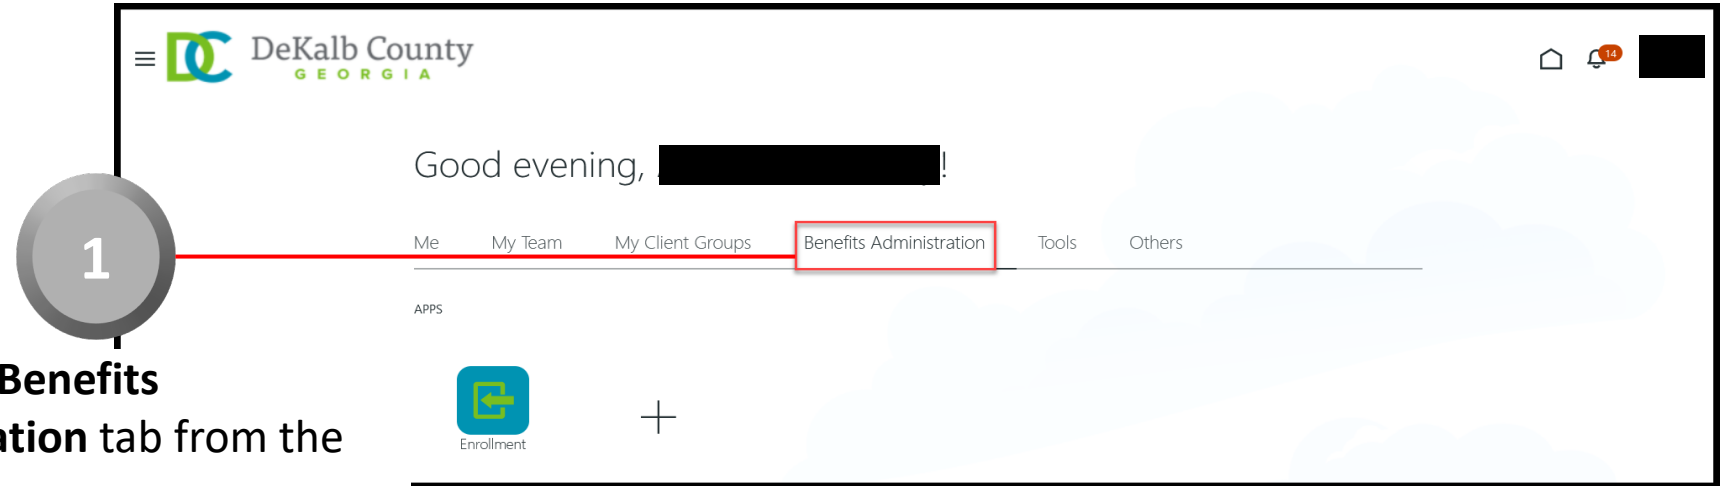 DeKalb County
GEORGIA
14
Good evening, !
Me My Team My Client Groups Benefits Administration Tools Others
1
APPS
Enrollment
Benefits
ation tab from the